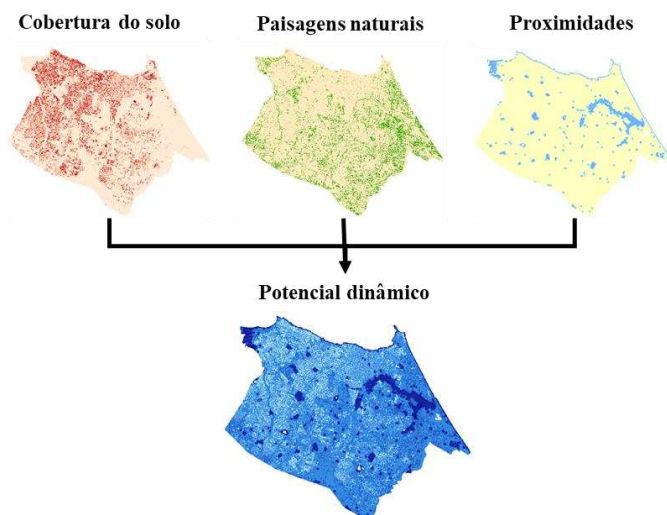 Cobertura do solo
Paisagens naturais
Proximidades
Potencial dinâmico